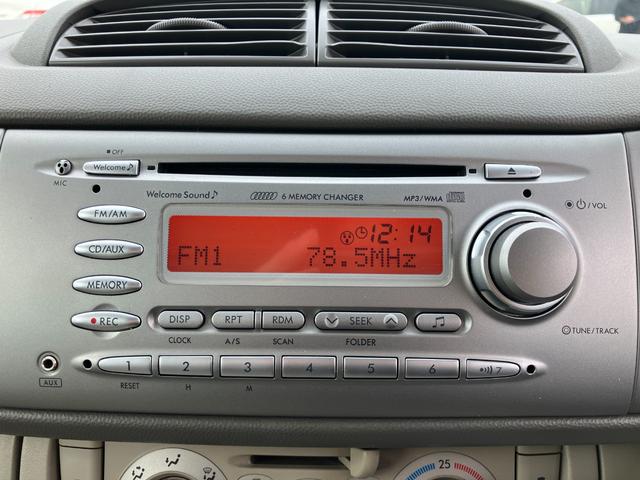 OFF
Welcome♪
MIC
Welcome Sound♪
6 MEMORY CHANGER
MP3/WMA
/VOL
FM/AM
12:14
FM1 78.5MHz
CD/AUX
MEMORY
REC
DISP
RPT
RDM
SEEK
TUNE/TRACK
CLOCK
A/S
SCAN
FOLDER
AUX
1
2
3
4
5
6
7
RESET
H
M
25